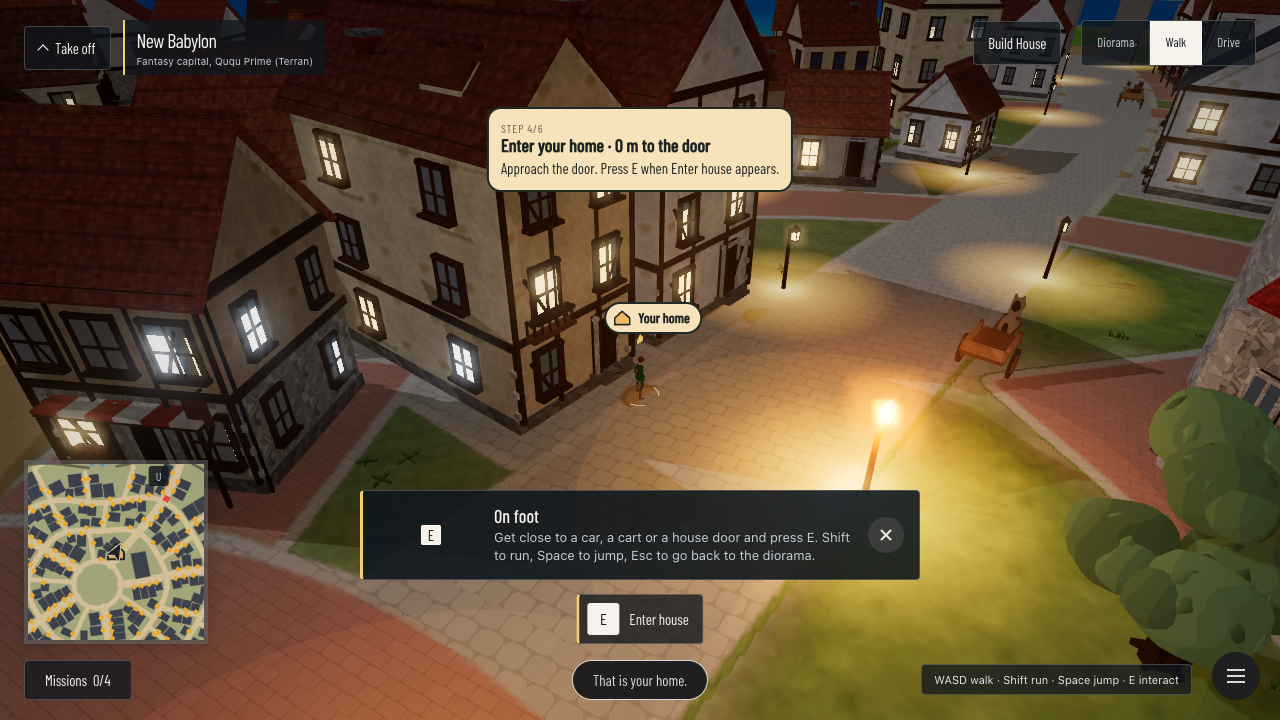 Take off
New Babylon
Fantasy capital, Ququ Prime (Terran)
Build House
Diorama
Walk
Drive
STEP 4/6
Enter your home · 0 m to the door
Approach the door. Press E when Enter house appears.
Your home
U
E
On foot
Get close to a car, a cart or a house door and press E. Shift
to run, Space to jump, Esc to go back to the diorama.
E
Enter house
Missions 0/4
That is your home.
WASD walk · Shift run · Space jump · E interact